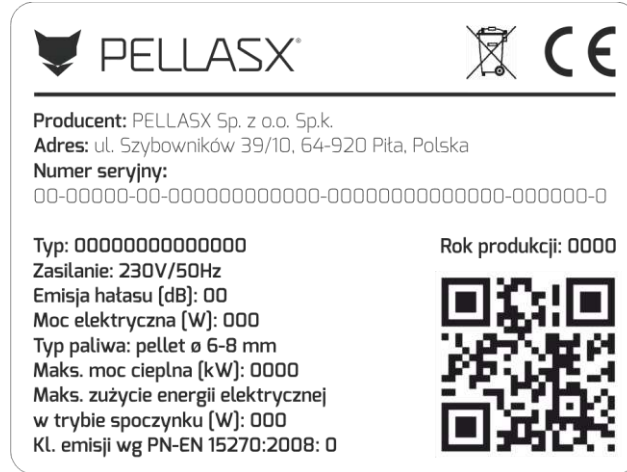 PELLASX®
CE
Producent: PELLASX Sp. z o.o. Sp.k.
Adres: ul. Szybowników 39/10, 64-920 Piła, Polska
Numer seryjny:
00-00000-00-000000000000-00000000000000-000000-0
Typ: 00000000000000
Rok produkcji: 0000
Zasilanie: 230V/50Hz
Emisja hałasu [dB]: 00
Moc elektryczna [W]: 000
Typ paliwa: pellet ø 6-8 mm
Maks. moc cieplna [kW]: 0000
Maks. zużycie energii elektrycznej
w trybie spoczynku [W]: 000
Kl. emisji wg PN-EN 15270:2008: 0